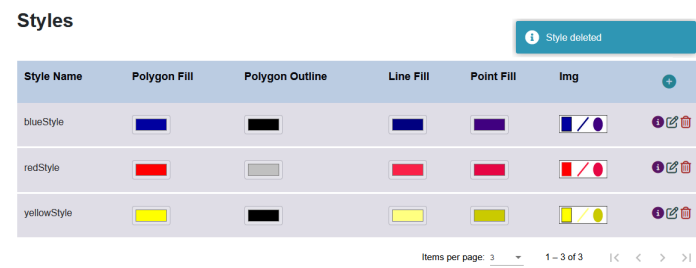 Styles
Style deleted
Style Name Polygon Fill Polygon Outline Line Fill Point Fill Img
blueStyle
redStyle
yellowStyle
Items per page: 3 1 – 3 of 3